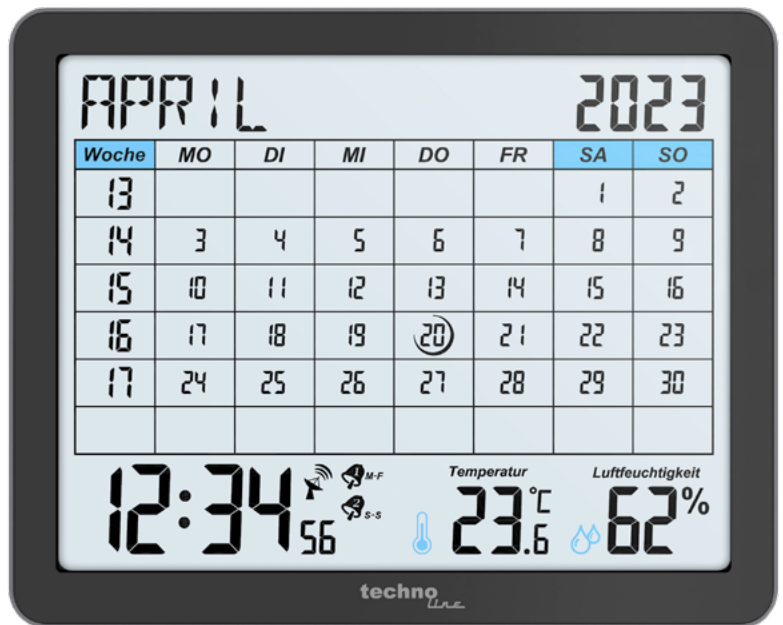 APRIL 2023
Woche MO DI MI DO FR SA SO
13 1 2
14 3 4 5 6 7 8 9
15 10 11 12 13 14 15 16
16 17 18 19 20 21 22 23
17 24 25 26 27 28 29 30
12:34 56 1 M-F 2 S-S Temperatur 23.6 °C Luftfeuchtigkeit 62%
techno line